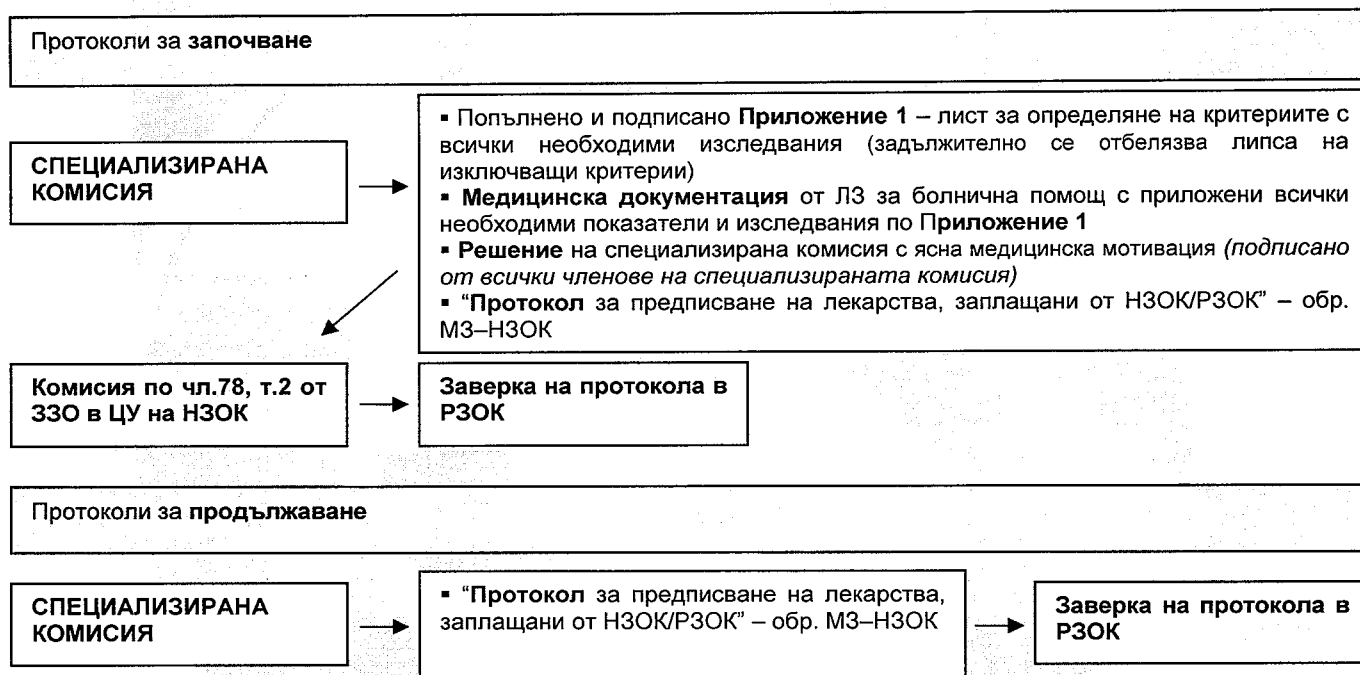 Протоколи за започване
СПЕЦИАЛИЗИРАНА
КОМИСИЯ
▪ Попълнено и подписано Приложение 1 – лист за определяне на критериите с
всички необходими изследвания (задължително се отбелязва липса на
изключващи критерии)
▪ Медицинска документация от ЛЗ за болнична помощ с приложени всички
необходими показатели и изследвания по Приложение 1
▪ Решение на специализирана комисия с ясна медицинска мотивация (подписано
от всички членове на специализираната комисия)
▪ "Протокол за предписване на лекарства, заплащани от НЗОК/РЗОК" – обр.
МЗ–НЗОК
Комисия по чл.78, т.2 от
ЗЗО в ЦУ на НЗОК
Заверка на протокола в
РЗОК
Протоколи за продължаване
СПЕЦИАЛИЗИРАНА
КОМИСИЯ
▪ "Протокол за предписване на лекарства,
заплащани от НЗОК/РЗОК" – обр. МЗ–НЗОК
Заверка на протокола в
РЗОК